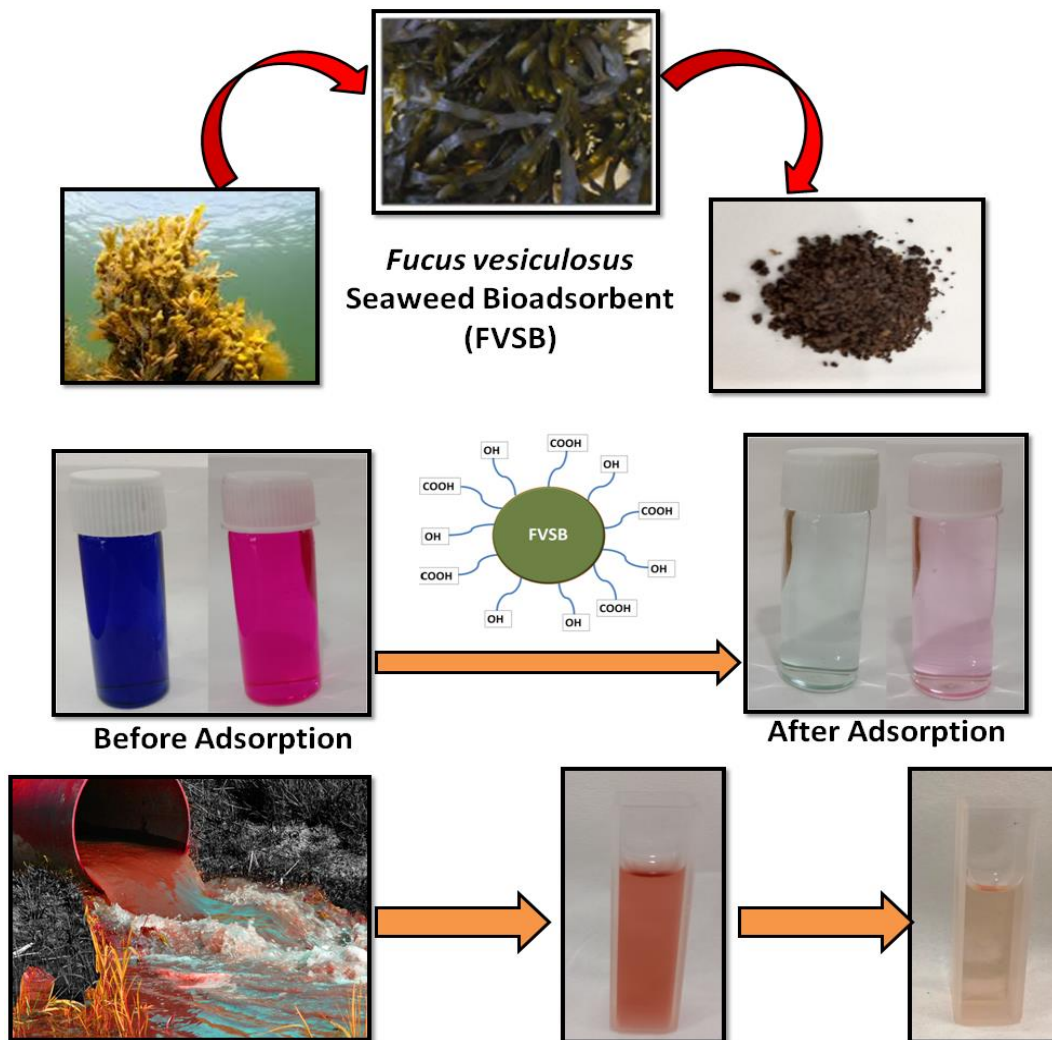 Fucus vesiculosus
Seaweed Bioadsorbent
(FVSB)
COOH
OH
OH
COOH
COOH
OH
FVSB
COOH
OH
COOH
OH
OH
Before Adsorption
After Adsorption